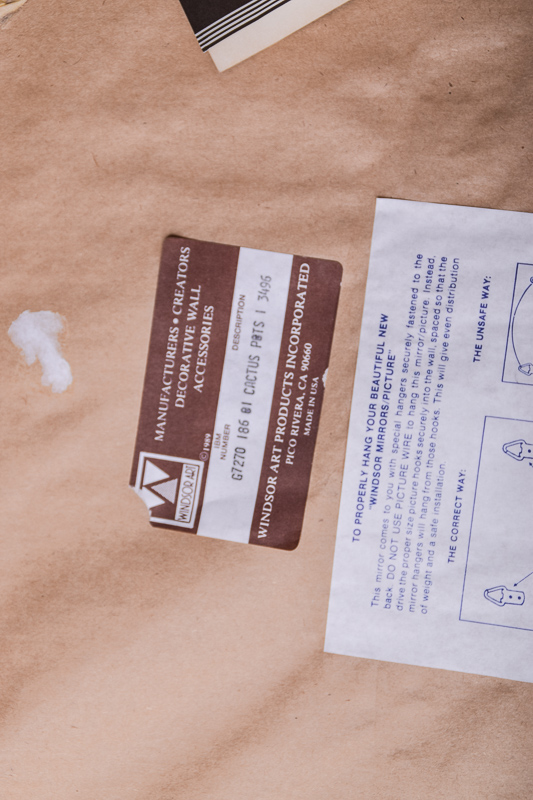 MANUFACTURERS • CREATORS
DECORATIVE WALL
ACCESSORIES
WINDSOR ART
©1989
IBM
NUMBER
DESCRIPTION
G7270 186 01 CACTUS POTS I 3496
WINDSOR ART PRODUCTS INCORPORATED
PICO RIVERA, CA 90660
MADE IN USA
TO PROPERLY HANG YOUR BEAUTIFUL NEW
"WINDSOR MIRRORS/PICTURE"
This mirror comes to you with special hangers securely fastened to the
back. DO NOT USE PICTURE WIRE to hang this mirror/picture. Instead,
drive the proper size picture hooks securely into the wall, spaced so that the
mirror hangers will hang from those hooks. This will give even distribution
of weight and a safe installation.
THE CORRECT WAY:
THE UNSAFE WAY: